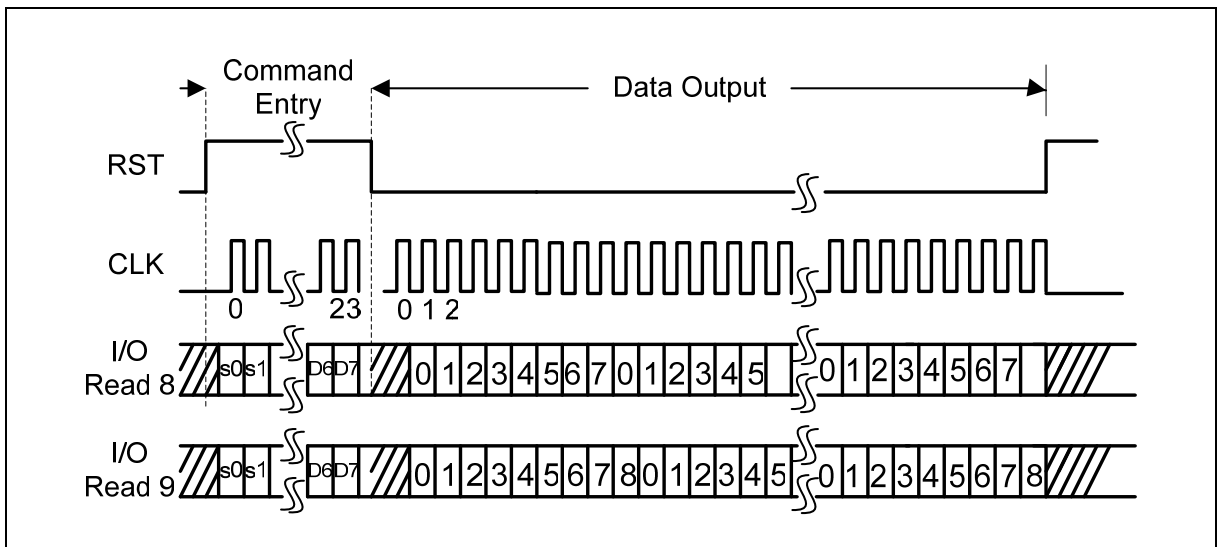 Command
Entry
Data Output
RST
CLK
0 23 0 1 2
I/O
Read 8
s0 s1 D6 D7 0 1 2 3 4 5 6 7 0 1 2 3 4 5 0 1 2 3 4 5 6 7
I/O
Read 9
s0 s1 D6 D7 0 1 2 3 4 5 6 7 8 0 1 2 3 4 5 0 1 2 3 4 5 6 7 8